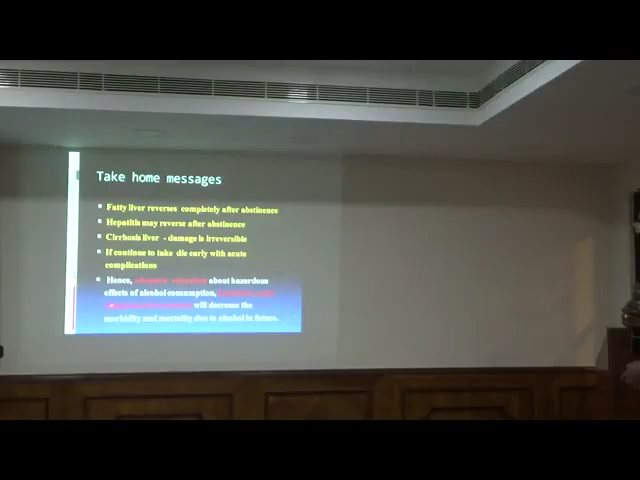 Take home messages
Fatty liver reverses completely after abstinence
Hepatitis may reverse after abstinence
Cirrhosis liver - damage is irreversible
If continue to take die early with acute
complications
Hence, education about hazardous
effects of alcohol consumption,
will decrease the
morbidity and mortality due to alcohol in future.